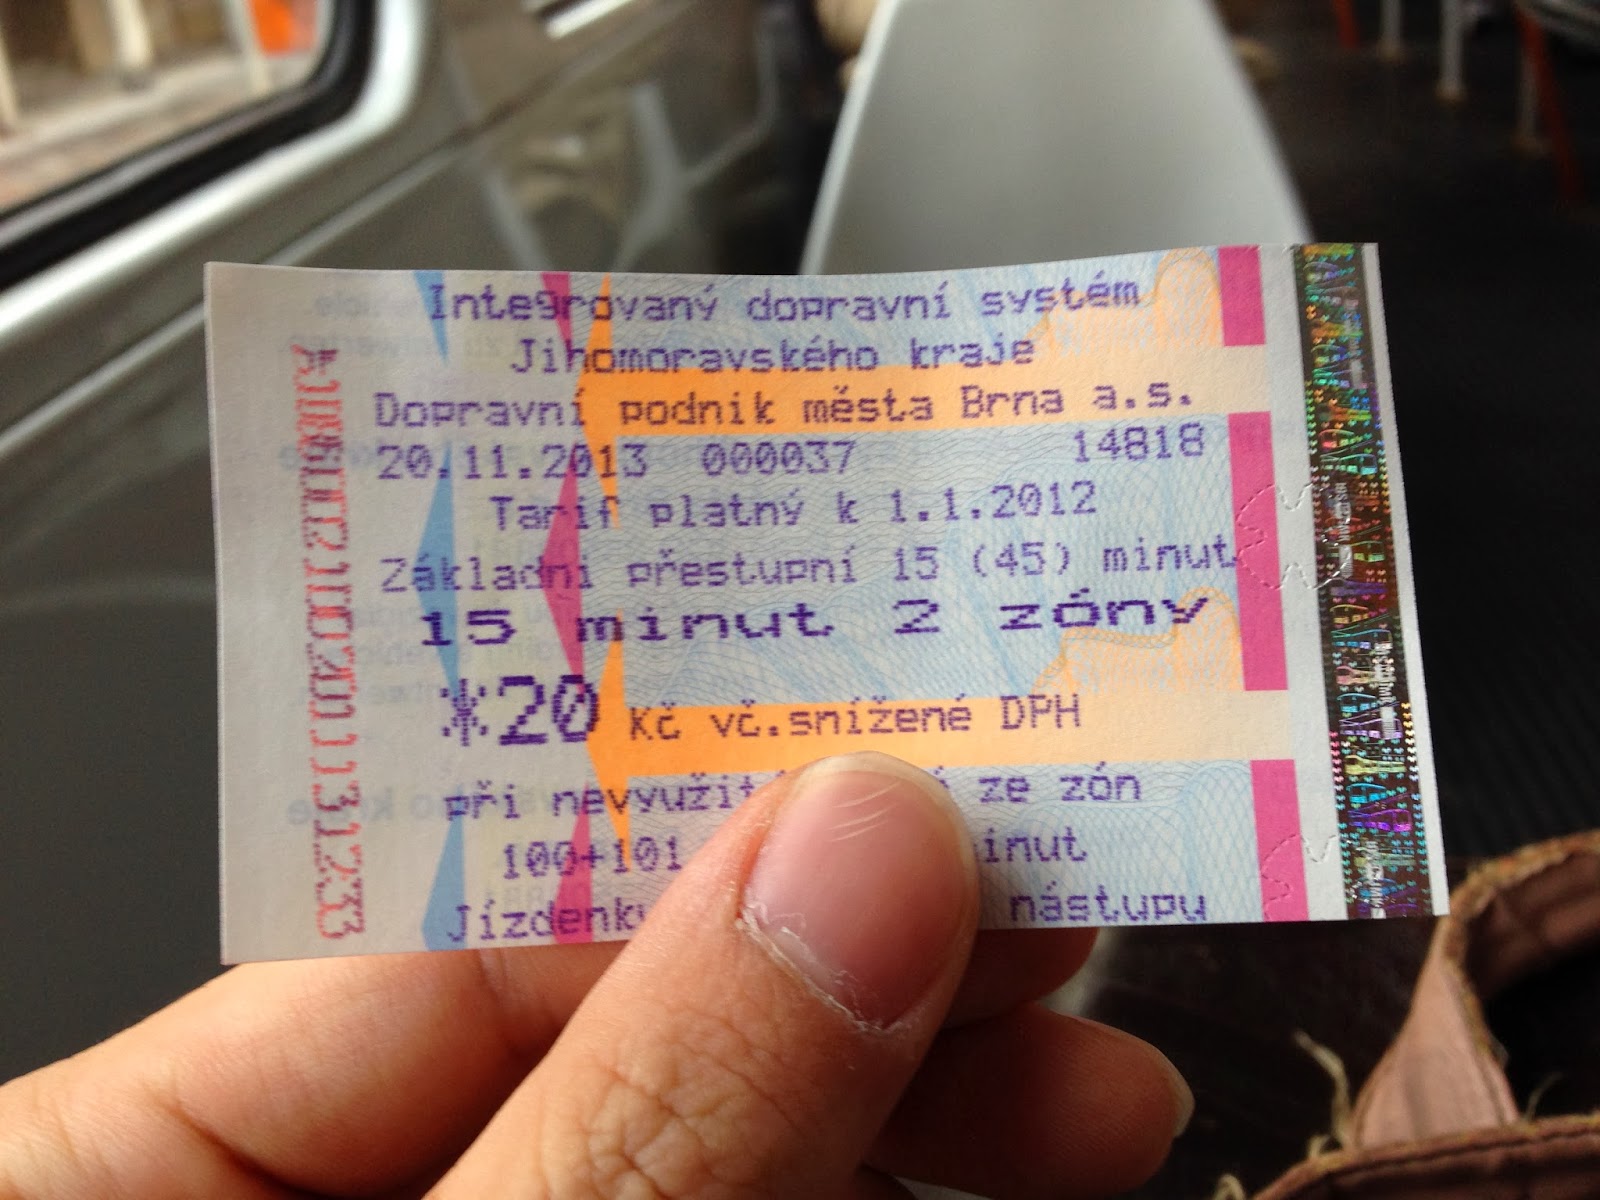 Integrovaný dopravní systém
Jihomoravského kraje
Dopravní podnik města Brna a.s.
20.11.2013 000037 14818
Tarif platný k 1.1.2012
Základní přestupní 15 (45) minut
15 minut 2 zóny
*20 Kč vč.snížené DPH
při ze zón
100+101
Jízdenky nástupu